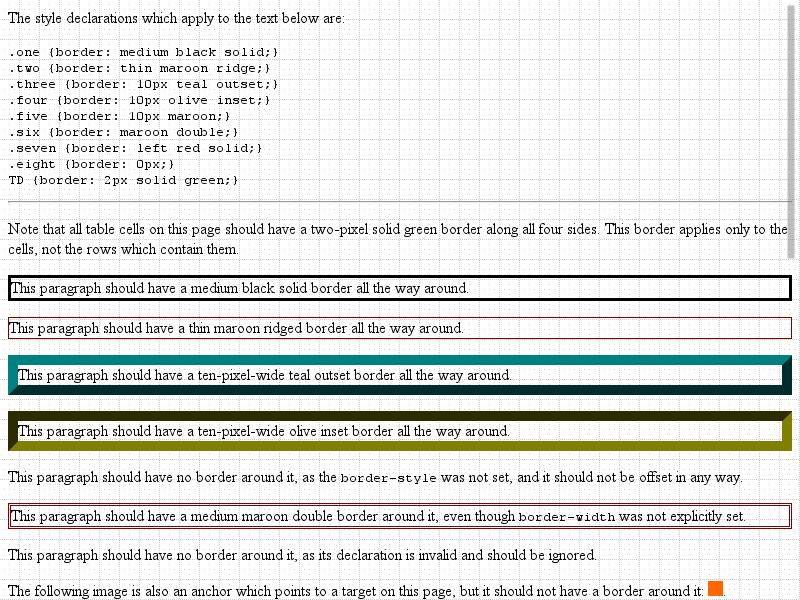 The style declarations which apply to the text below are:
.one {border: medium black solid;}
.two {border: thin maroon ridge;}
.three {border: 10px teal outset;}
.four {border: 10px olive inset;}
.five {border: 10px maroon;}
.six {border: maroon double;}
.seven {border: left red solid;}
.eight {border: 0px;}
TD {border: 2px solid green;}
Note that all table cells on this page should have a two-pixel solid green border along all four sides. This border applies only to the
cells, not the rows which contain them.
This paragraph should have a medium black solid border all the way around.
This paragraph should have a thin maroon ridged border all the way around.
This paragraph should have a ten-pixel-wide teal outset border all the way around.
This paragraph should have a ten-pixel-wide olive inset border all the way around.
This paragraph should have no border around it, as the border-style was not set, and it should not be offset in any way.
This paragraph should have a medium maroon double border around it, even though border-width was not explicitly set.
This paragraph should have no border around it, as its declaration is invalid and should be ignored.
The following image is also an anchor which points to a target on this page, but it should not have a border around it: .